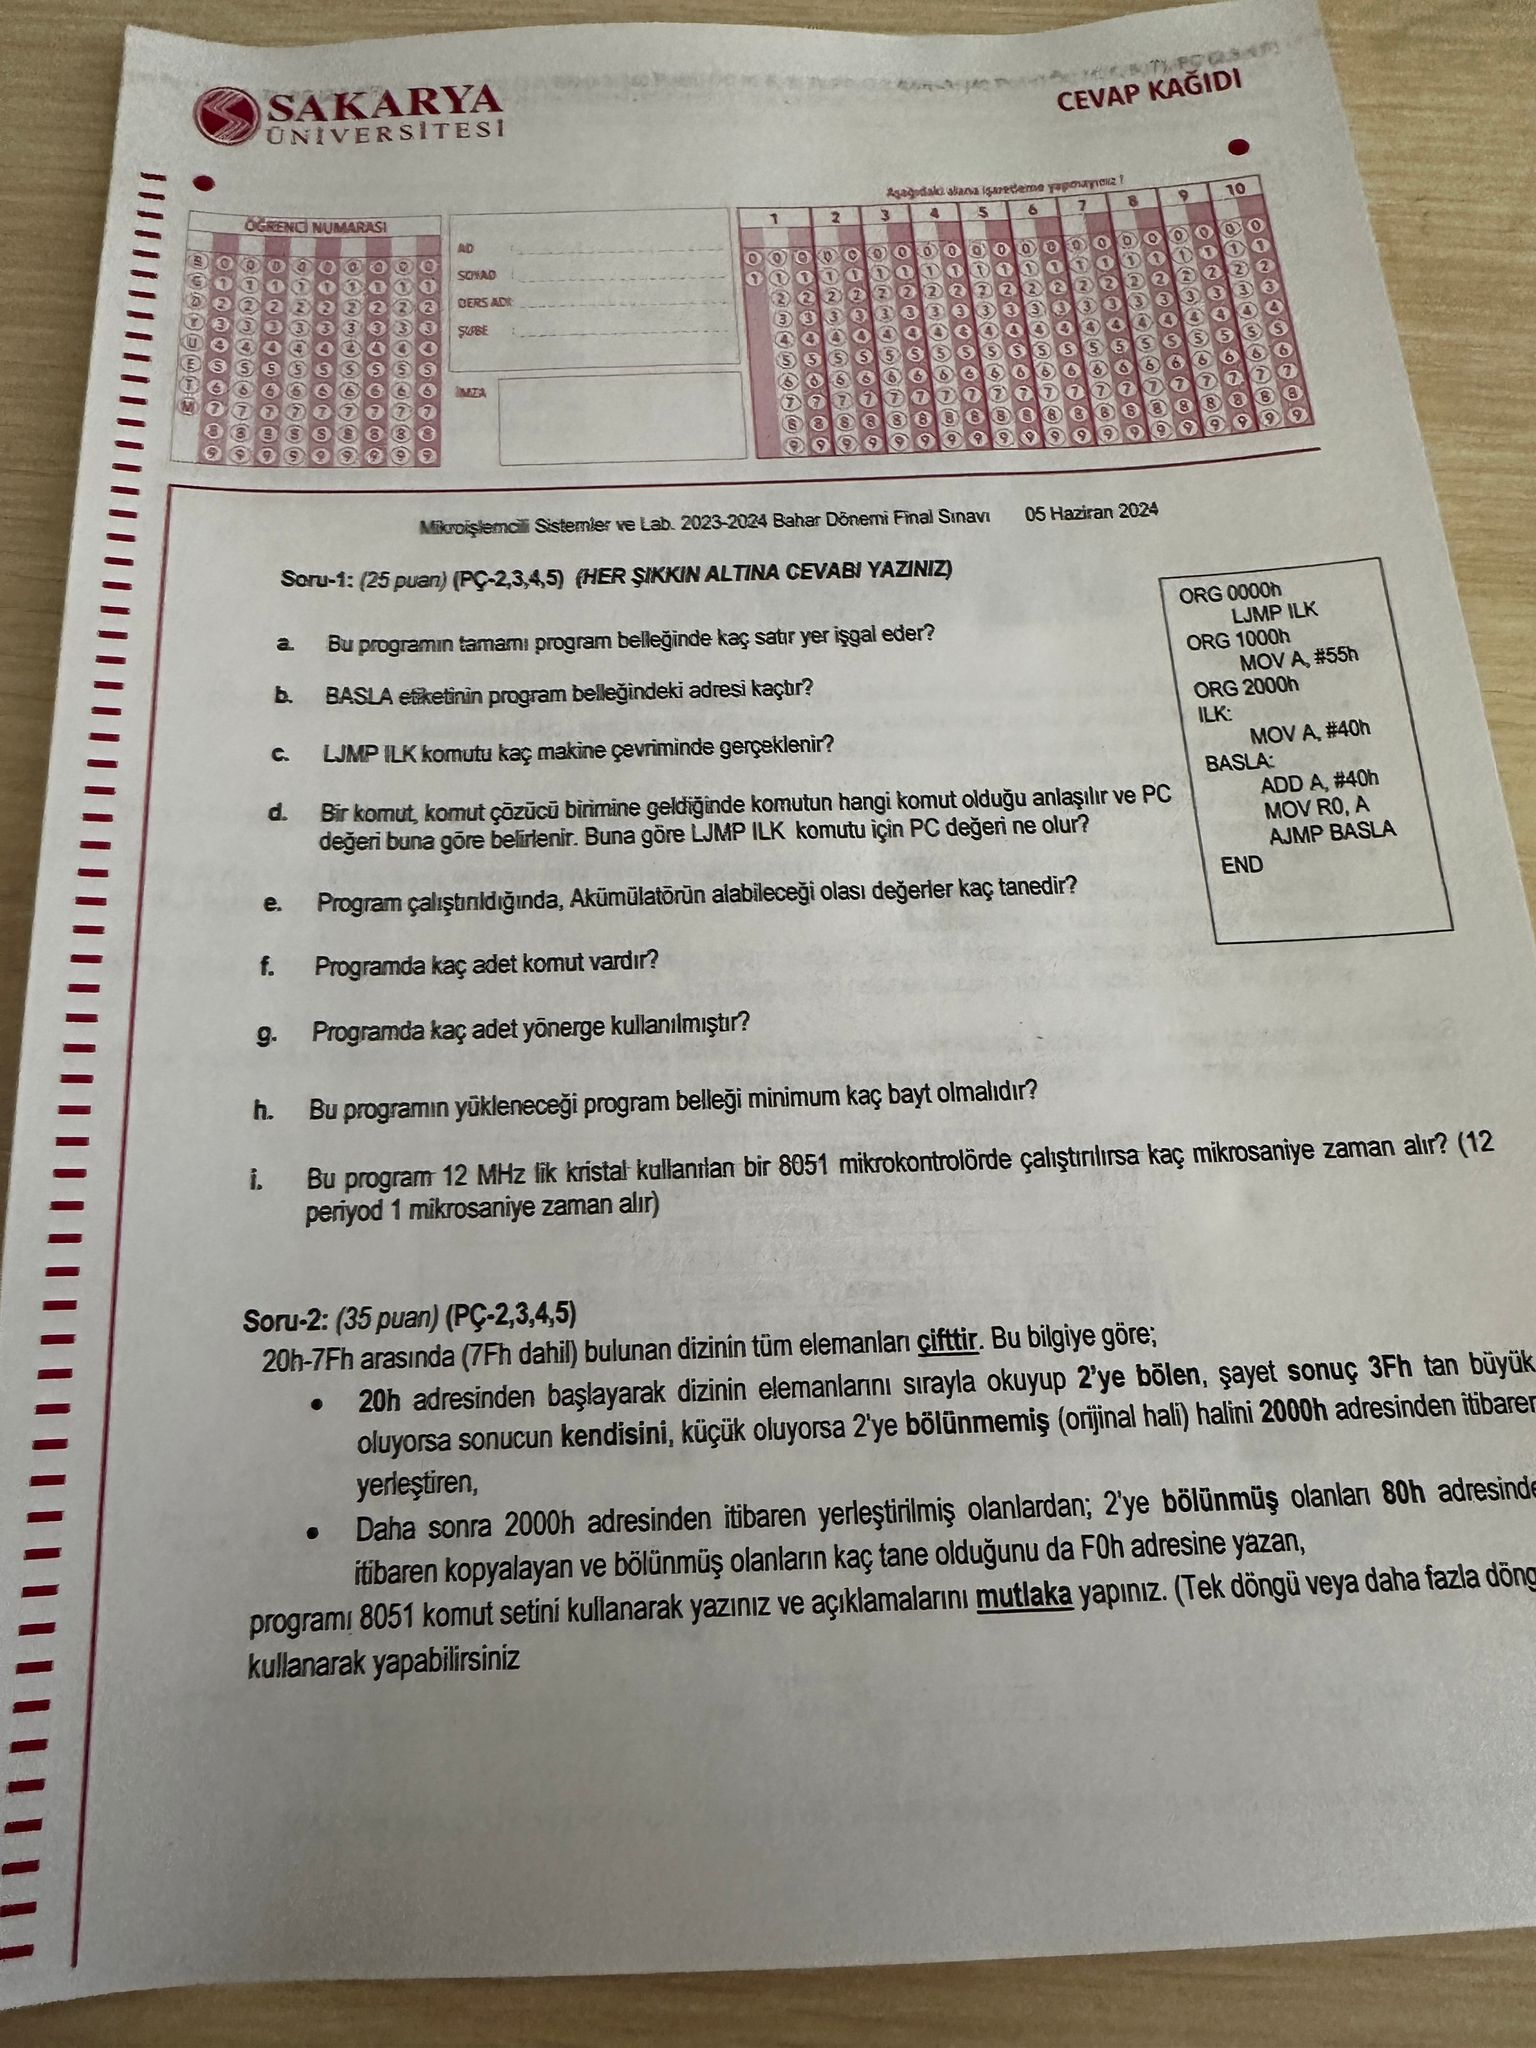 SAKARYA
ÜNİVERSİTESİ
CEVAP KAĞIDI
Aşağıdaki alana işaretleme yapmayınız !
ÖĞRENCİ NUMARASI
AD :
SOYAD :
DERS ADI :
ŞUBE :
İMZA
1 2 3 4 5 6 7 8 9 10
Mikroişlemcili Sistemler ve Lab. 2023-2024 Bahar Dönemi Final Sınavı 05 Haziran 2024
Soru-1: (25 puan) (PÇ-2,3,4,5) (HER ŞIKKIN ALTINA CEVABI YAZINIZ)
a. Bu programın tamamı program belleğinde kaç satır yer işgal eder?
b. BASLA etiketinin program belleğindeki adresi kaçtır?
c. LJMP ILK komutu kaç makine çevriminde gerçeklenir?
d. Bir komut, komut çözücü birimine geldiğinde komutun hangi komut olduğu anlaşılır ve PC
değeri buna göre belirlenir. Buna göre LJMP ILK komutu için PC değeri ne olur?
e. Program çalıştırıldığında, Akümülatörün alabileceği olası değerler kaç tanedir?
f. Programda kaç adet komut vardır?
g. Programda kaç adet yönerge kullanılmıştır?
h. Bu programın yükleneceği program belleği minimum kaç bayt olmalıdır?
i. Bu program 12 MHz lik kristal kullanılan bir 8051 mikrokontrolörde çalıştırılırsa kaç mikrosaniye zaman alır? (12
periyod 1 mikrosaniye zaman alır)
ORG 0000h
LJMP ILK
ORG 1000h
MOV A, #55h
ORG 2000h
ILK:
MOV A, #40h
BASLA:
ADD A, #40h
MOV R0, A
AJMP BASLA
END
Soru-2: (35 puan) (PÇ-2,3,4,5)
20h-7Fh arasında (7Fh dahil) bulunan dizinin tüm elemanları çifttir. Bu bilgiye göre;
• 20h adresinden başlayarak dizinin elemanlarını sırayla okuyup 2'ye bölen, şayet sonuç 3Fh tan büyük
oluyorsa sonucun kendisini, küçük oluyorsa 2'ye bölünmemiş (orijinal hali) halini 2000h adresinden itibaren
yerleştiren,
• Daha sonra 2000h adresinden itibaren yerleştirilmiş olanlardan; 2'ye bölünmüş olanları 80h adresinde
itibaren kopyalayan ve bölünmüş olanların kaç tane olduğunu da F0h adresine yazan,
programı 8051 komut setini kullanarak yazınız ve açıklamalarını mutlaka yapınız. (Tek döngü veya daha fazla döng
kullanarak yapabilirsiniz